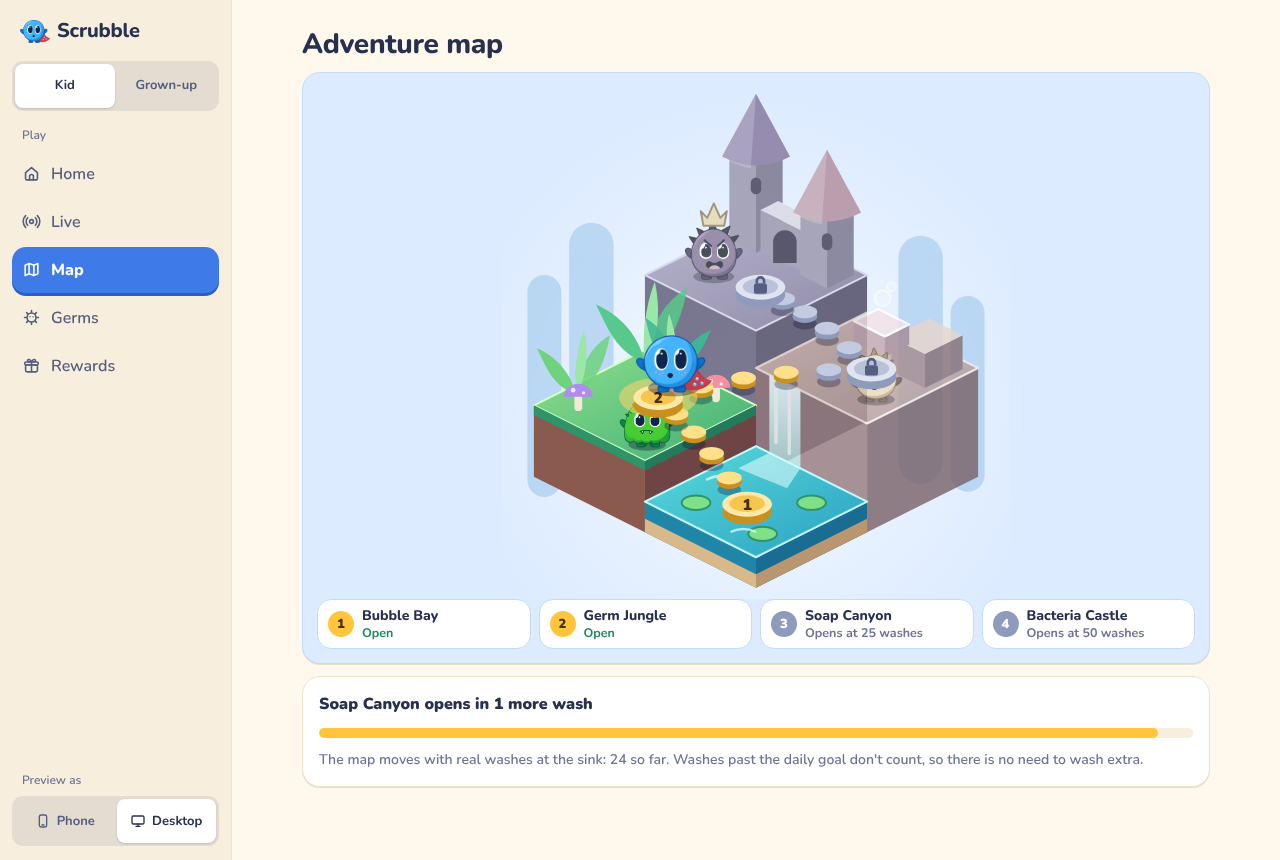 Scrubble
Kid
Grown-up
Play
Home
Live
Map
Germs
Rewards
Preview as
Phone
Desktop
Adventure map
2
1
1
Bubble Bay
Open
2
Germ Jungle
Open
3
Soap Canyon
Opens at 25 washes
4
Bacteria Castle
Opens at 50 washes
Soap Canyon opens in 1 more wash
The map moves with real washes at the sink: 24 so far. Washes past the daily goal don't count, so there is no need to wash extra.